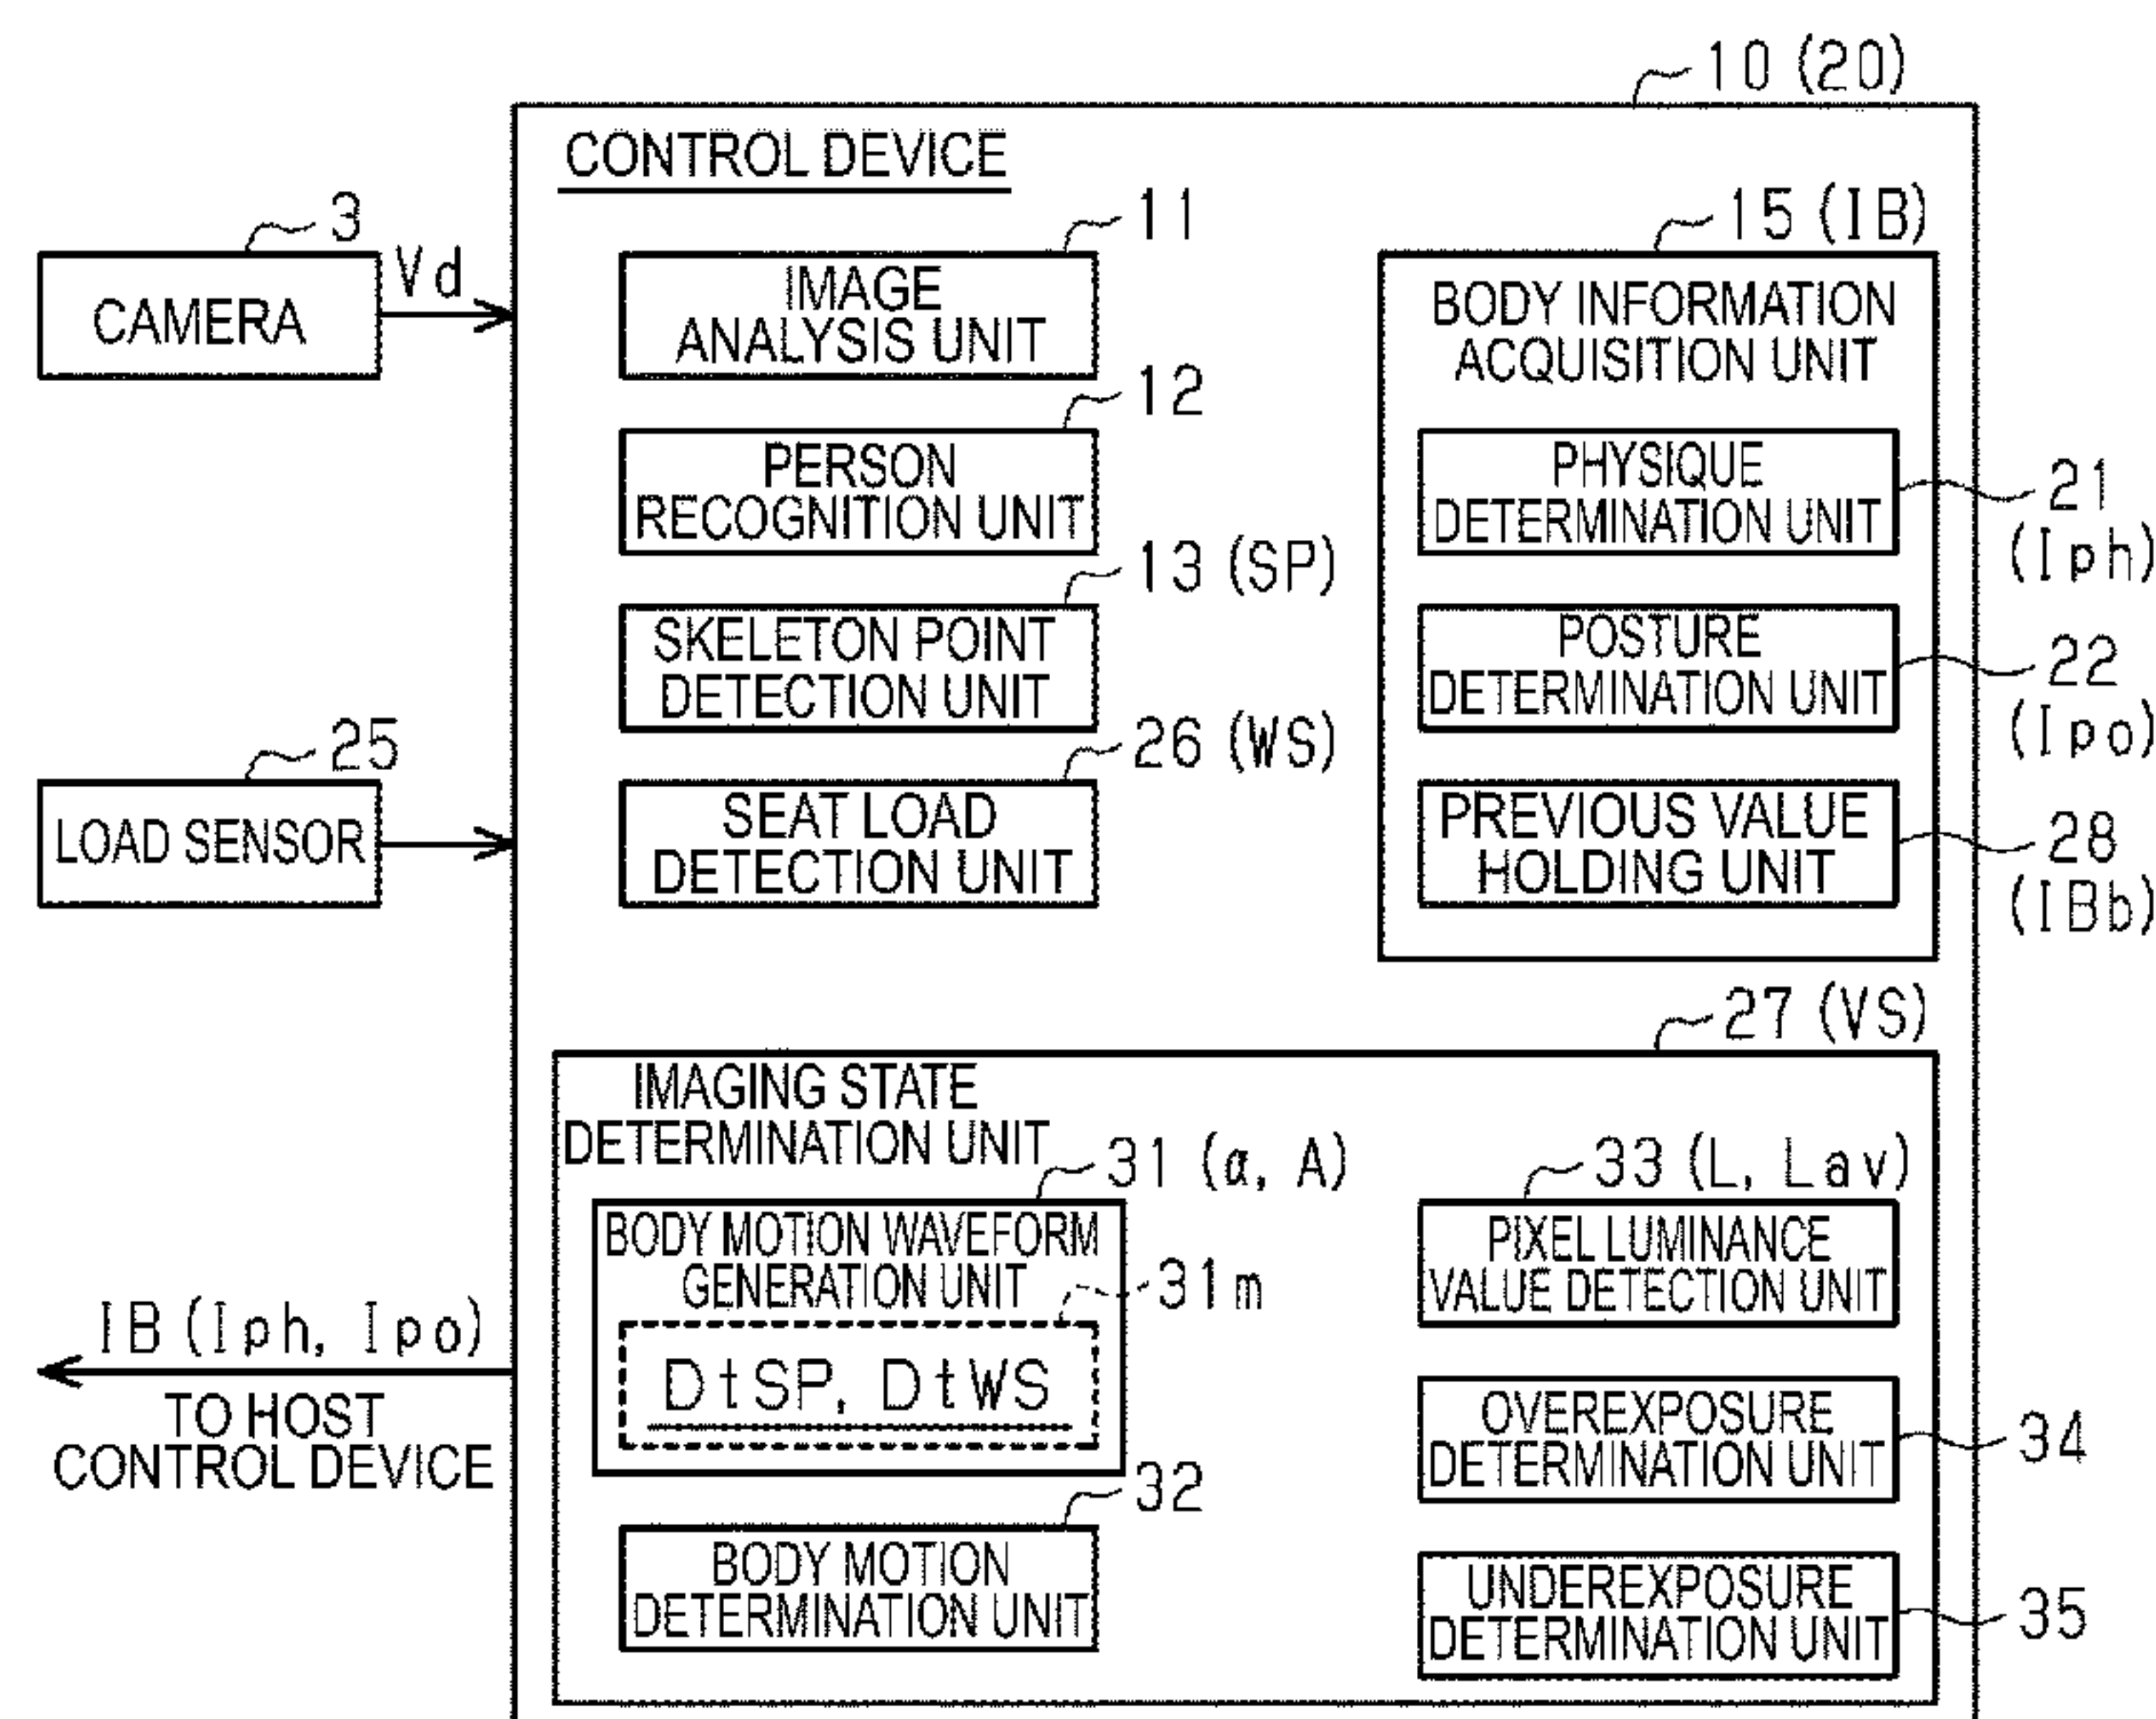 10 (20)
CONTROL DEVICE
3
CAMERA
Vd
11
IMAGE
ANALYSIS UNIT
12
PERSON
RECOGNITION UNIT
13 (SP)
SKELETON POINT
DETECTION UNIT
25
LOAD SENSOR
26 (WS)
SEAT LOAD
DETECTION UNIT
15 (IB)
BODY INFORMATION
ACQUISITION UNIT
PHYSIQUE
DETERMINATION UNIT
21
(Iph)
POSTURE
DETERMINATION UNIT
22
(Ipo)
PREVIOUS VALUE
HOLDING UNIT
28
(IBb)
27 (VS)
IMAGING STATE
DETERMINATION UNIT
31 (α, A)
BODY MOTION WAVEFORM
GENERATION UNIT
31m
DtSP, DtWS
32
BODY MOTION
DETERMINATION UNIT
33 (L, Lav)
PIXEL LUMINANCE
VALUE DETECTION UNIT
OVEREXPOSURE
DETERMINATION UNIT
34
UNDEREXPOSURE
DETERMINATION UNIT
35
IB (Iph, Ipo)
TO HOST
CONTROL DEVICE